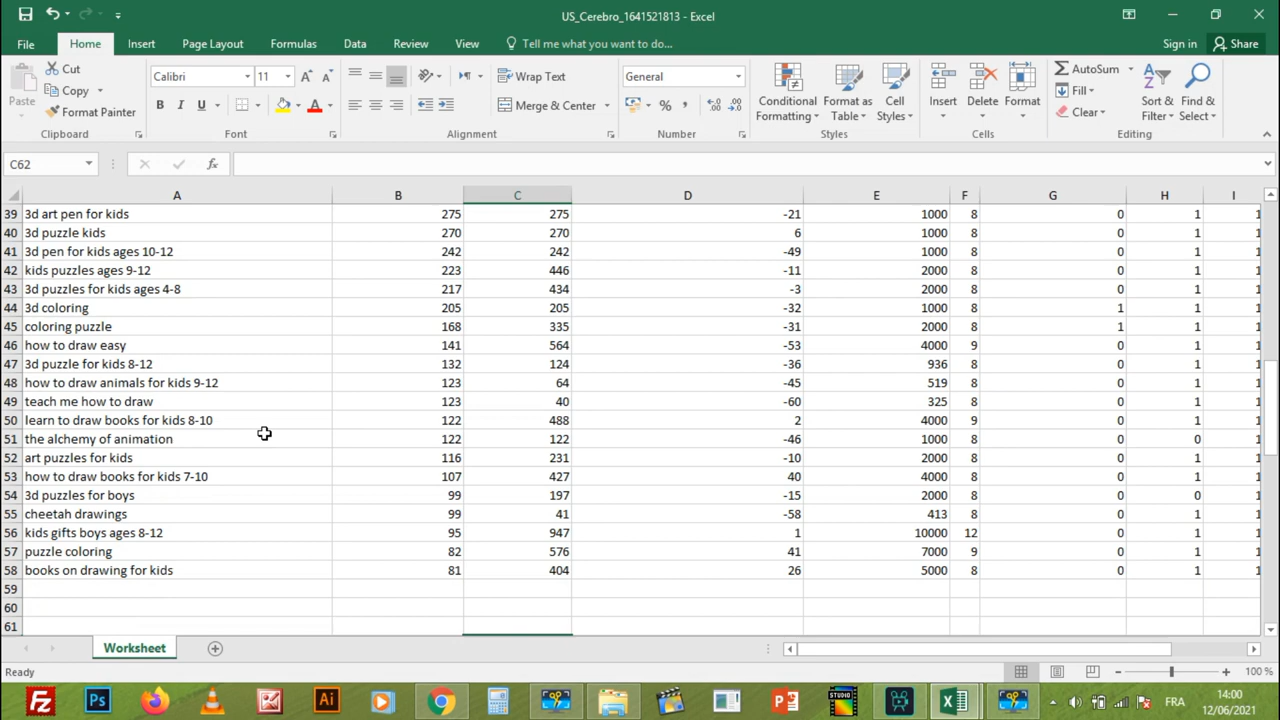 US_Cerebro_1641521813 - Excel
File Home Insert Page Layout Formulas Data Review View Tell me what you want to do... Sign in Share
Paste Cut Copy Format Painter Clipboard
Calibri 11 A A B I U A Font
Wrap Text Merge & Center Alignment
General % , Number
Conditional Formatting Format as Table Cell Styles Styles
Insert Delete Format Cells
AutoSum Fill Clear Sort & Filter Find & Select Editing
C62 fx
A B C D E F G H I
39 3d art pen for kids 275 275 -21 1000 8 0 1 1
40 3d puzzle kids 270 270 6 1000 8 0 1 1
41 3d pen for kids ages 10-12 242 242 -49 1000 8 0 1 1
42 kids puzzles ages 9-12 223 446 -11 2000 8 0 1 1
43 3d puzzles for kids ages 4-8 217 434 -3 2000 8 0 1 1
44 3d coloring 205 205 -32 1000 8 1 1 1
45 coloring puzzle 168 335 -31 2000 8 1 1 1
46 how to draw easy 141 564 -53 4000 9 0 1 1
47 3d puzzle for kids 8-12 132 124 -36 936 8 0 1 1
48 how to draw animals for kids 9-12 123 64 -45 519 8 0 1 1
49 teach me how to draw 123 40 -60 325 8 0 1 1
50 learn to draw books for kids 8-10 122 488 2 4000 9 0 1 1
51 the alchemy of animation 122 122 -46 1000 8 0 0 1
52 art puzzles for kids 116 231 -10 2000 8 0 1 1
53 how to draw books for kids 7-10 107 427 40 4000 8 0 1 1
54 3d puzzles for boys 99 197 -15 2000 8 0 0 1
55 cheetah drawings 99 41 -58 413 8 0 1 1
56 kids gifts boys ages 8-12 95 947 1 10000 12 0 1 1
57 puzzle coloring 82 576 41 7000 9 0 1 1
58 books on drawing for kids 81 404 26 5000 8 0 1 1
59
60
61
Worksheet
Ready 100 %
Fz Ps Ai STUDIO FRA 14:00
12/06/2021